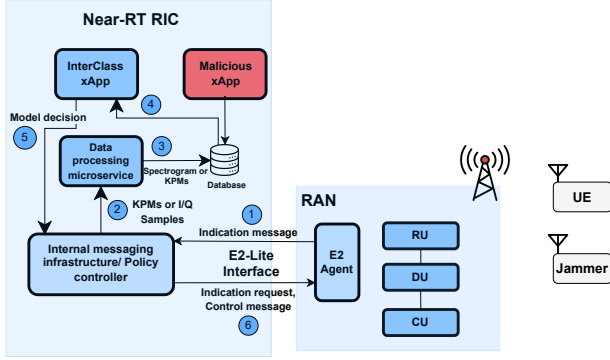 Near-RT RIC
InterClass
xApp
Malicious
xApp
4
Model decision
5
Data
processing
microservice
3
Spectrogram or
KPMs
Database
2
KPMs or I/Q
Samples
Internal messaging
infrastructure/ Policy
controller
1
Indication message
E2-Lite
Interface
Indication request,
Control message
6
RAN
E2
Agent
RU
DU
CU
UE
Jammer